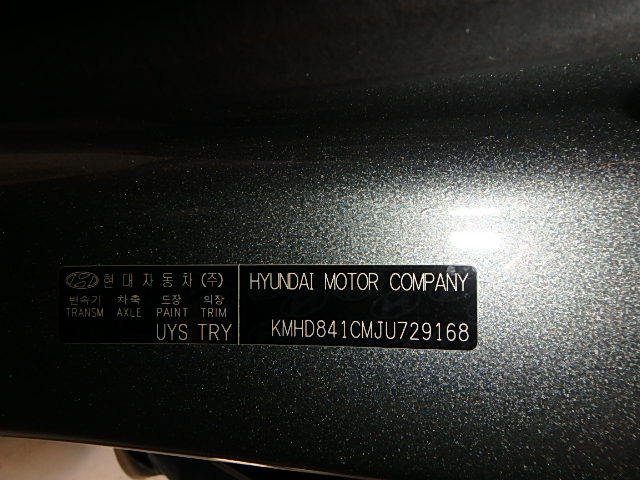 현대자동차(주)
변속기 차축 도장 의장
TRANSM AXLE PAINT TRIM
UYS TRY
HYUNDAI MOTOR COMPANY
KMHD841CMJU729168